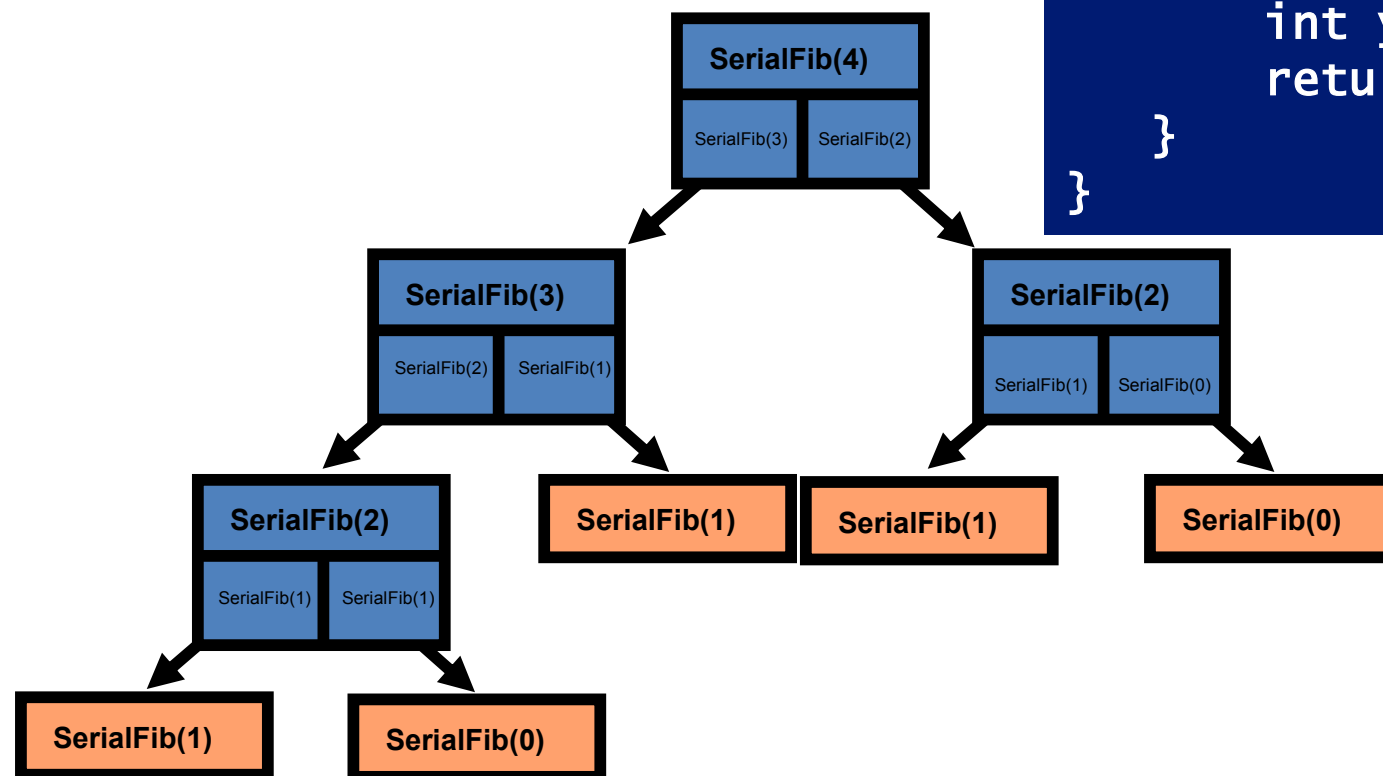 int y
retu
}
}
SerialFib(4)
SerialFib(3) SerialFib(2)
SerialFib(3) SerialFib(2)
SerialFib(2) SerialFib(1) SerialFib(1) SerialFib(0)
SerialFib(2) SerialFib(1) SerialFib(1) SerialFib(0)
SerialFib(1) SerialFib(1)
SerialFib(1) SerialFib(0)